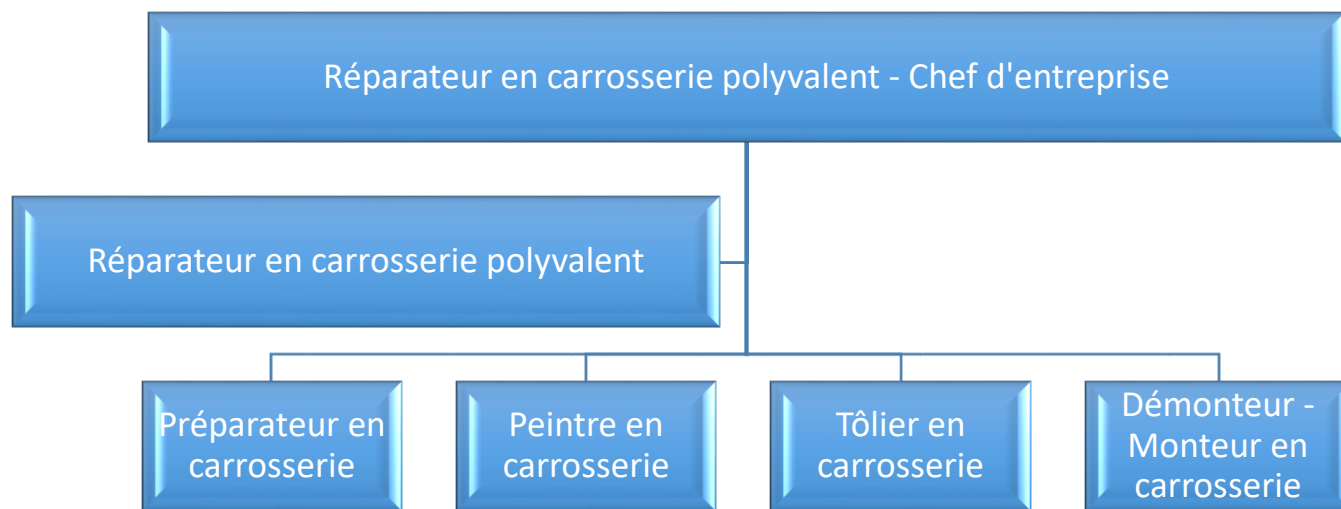 Réparateur en carrosserie polyvalent - Chef d'entreprise
Réparateur en carrosserie polyvalent
Préparateur en
carrosserie
Peintre en
carrosserie
Tôlier en
carrosserie
Démonteur -
Monteur en
carrosserie